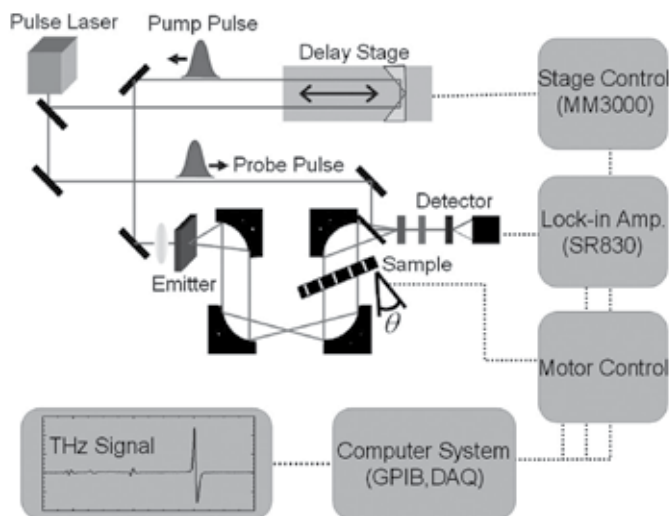 Pulse Laser
Pump Pulse
Delay Stage
Stage Control
(MM3000)
Probe Pulse
Detector
Lock-in Amp.
(SR830)
Emitter
Sample
θ
Motor Control
THz Signal
Computer System
(GPIB,DAQ)